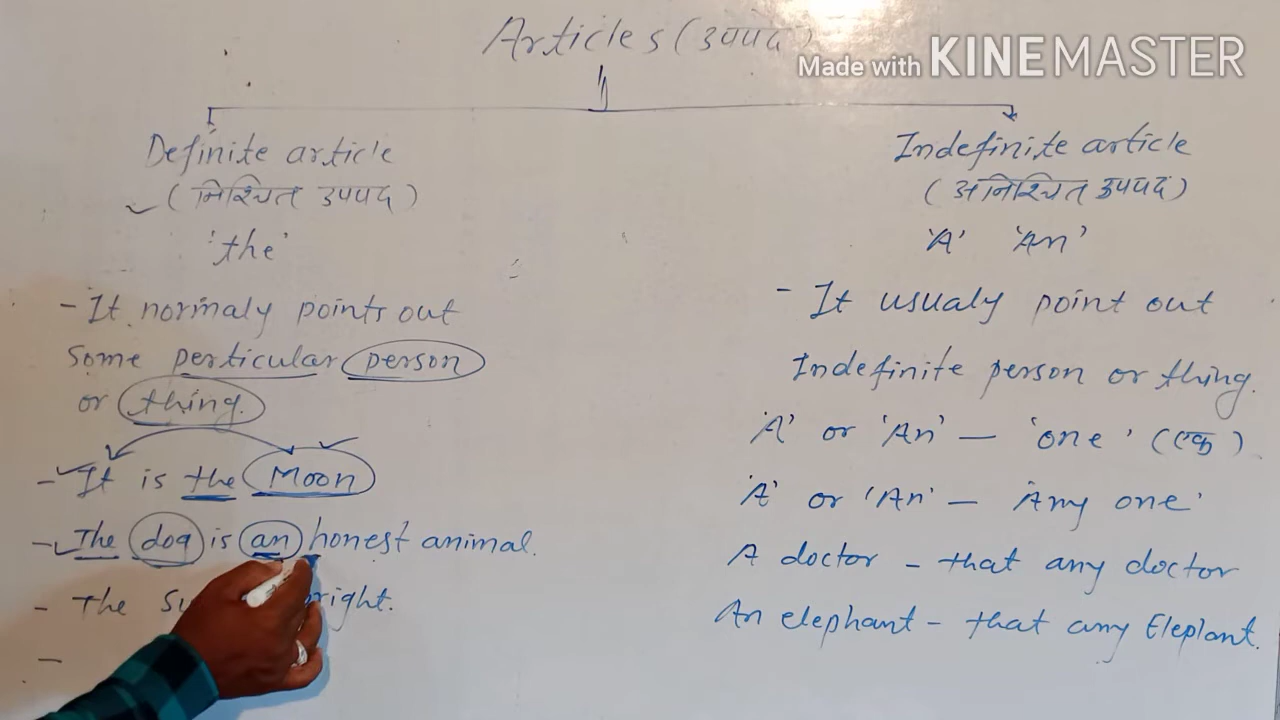 Articles (उपपद)
Made with KINEMASTER
Definite article
(निश्चित उपपद)
'the'
- It normaly points out
some perticular person
or thing.
- It is the Moon
- The dog is an honest animal.
- The right.
-
Indefinite article
(अनिश्चित उपपद)
'A' 'An'
- It usualy point out
Indefinite person or thing.
'A' or 'An' - 'one' (एक)
'A' or 'An' - 'Any one'
A doctor - that any doctor
An elephant - that any Eleplant.